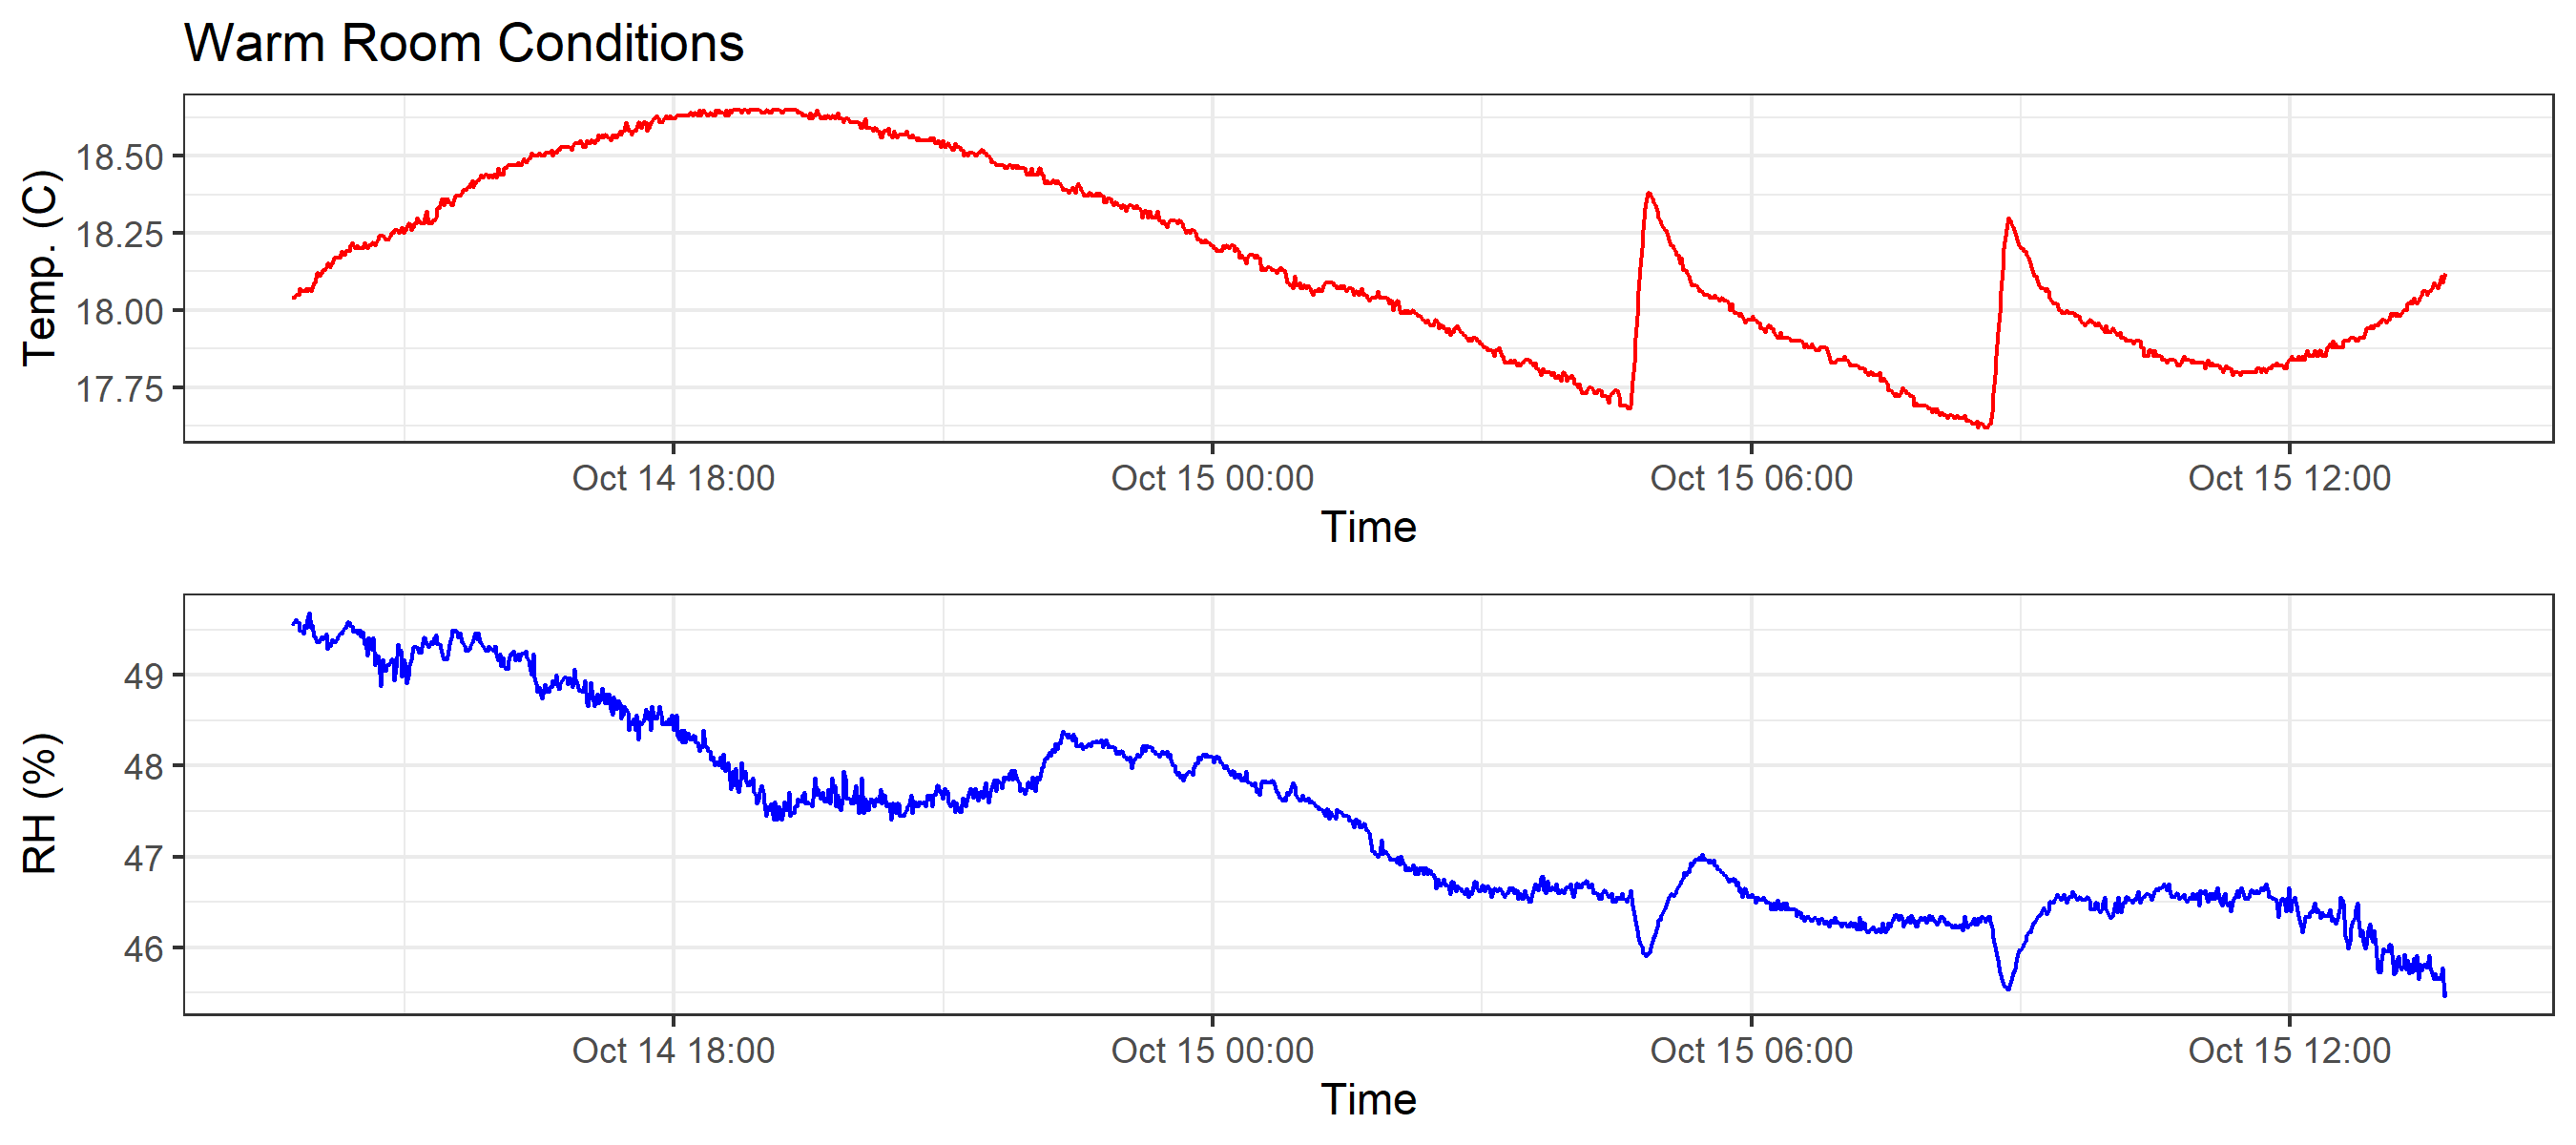 Warm Room Conditions
Temp. (C)
18.50
18.25
18.00
17.75
Oct 14 18:00 Oct 15 00:00 Oct 15 06:00 Oct 15 12:00
Time
RH (%)
49
48
47
46
Oct 14 18:00 Oct 15 00:00 Oct 15 06:00 Oct 15 12:00
Time